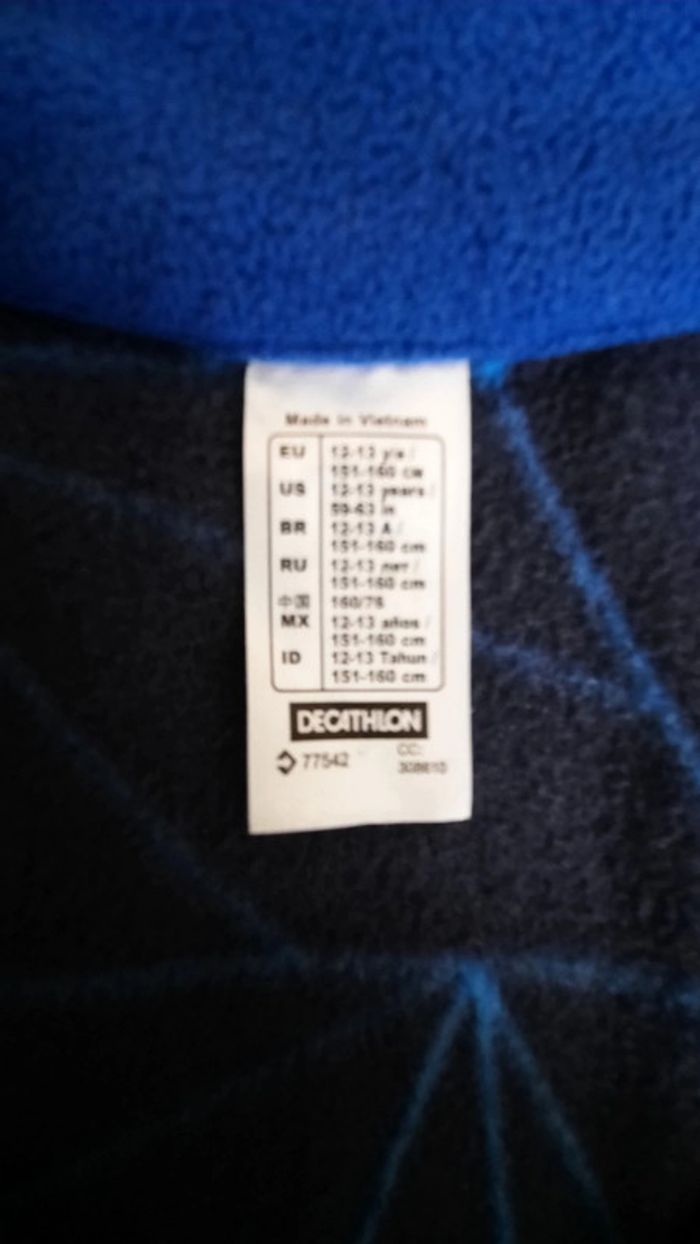 Made in Vietnam
EU 12-13 y/a /
151-160 cm
US 12-13 years /
59-63 in
BR 12-13 A /
151-160 cm
RU 12-13 лет /
151-160 cm
中国 160/76
MX 12-13 años /
151-160 cm
ID 12-13 Tahun /
151-160 cm
DECATHLON
77542 CC: